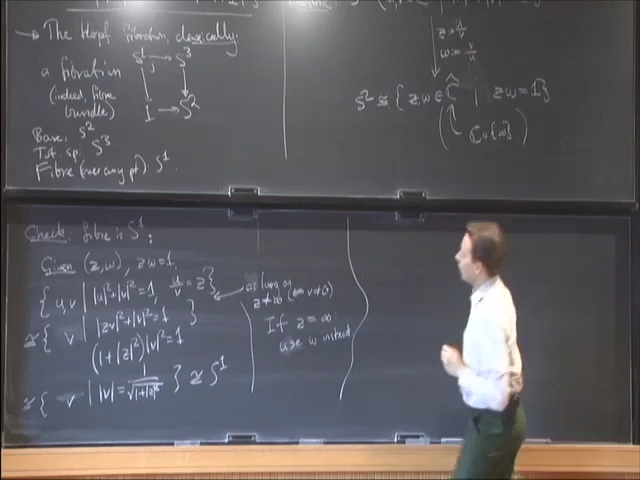 → The Hopf fibration, classically:
S¹ → S³
a fibration
(indeed, fibre
bundle)
1 → S²
Base: S²
Tot. sp: S³
Fibre (over any pt): S¹
z = u/v
w = v/u
S² ≅ { z,w ∈ Ĉ | zw = 1}
( ℂ ∪ {∞} )
Check: fibre is S¹:
Given (z,w), zw=1,
{ u,v | |u|²+|v|²=1, u/v = z }
as long as
z≠∞ (⟺ v≠0)
If z = ∞
use w instead
≅ { v | |zv|²+|v|²=1 }
(1+|z|²)|v|²=1
≅ { v | |v| = 1/√(1+|z|²) } ≅ S¹